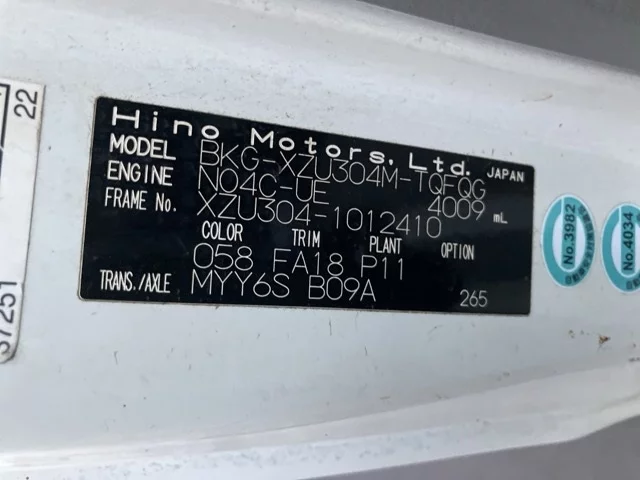 Hino Motors, Ltd. JAPAN
MODEL BKG-XZU304M-TQFQG
ENGINE N04C-UE 4009 mL
FRAME No. XZU304-1012410
COLOR TRIM PLANT OPTION
058 FA18 P11
TRANS./AXLE MYY6S B09A 265
22
57251
No.3982
No.4034